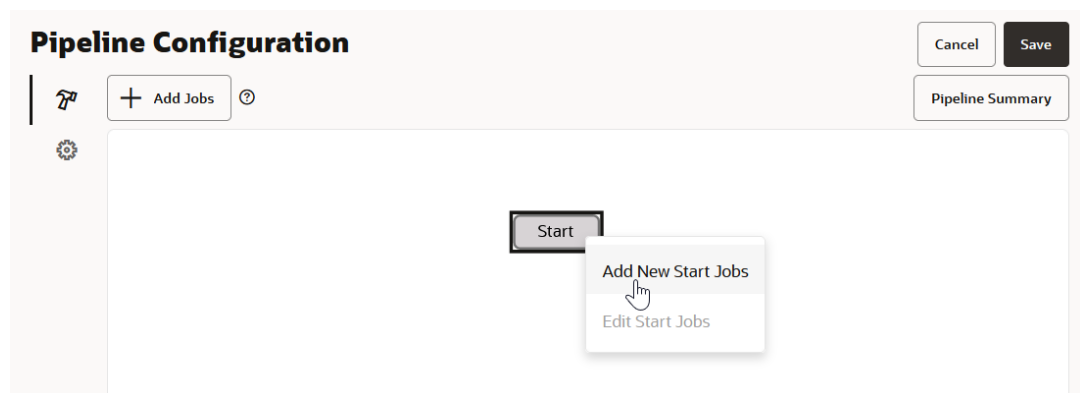 Pipeline Configuration
Cancel
Save
Add Jobs
Pipeline Summary
Start
Add New Start Jobs
Edit Start Jobs